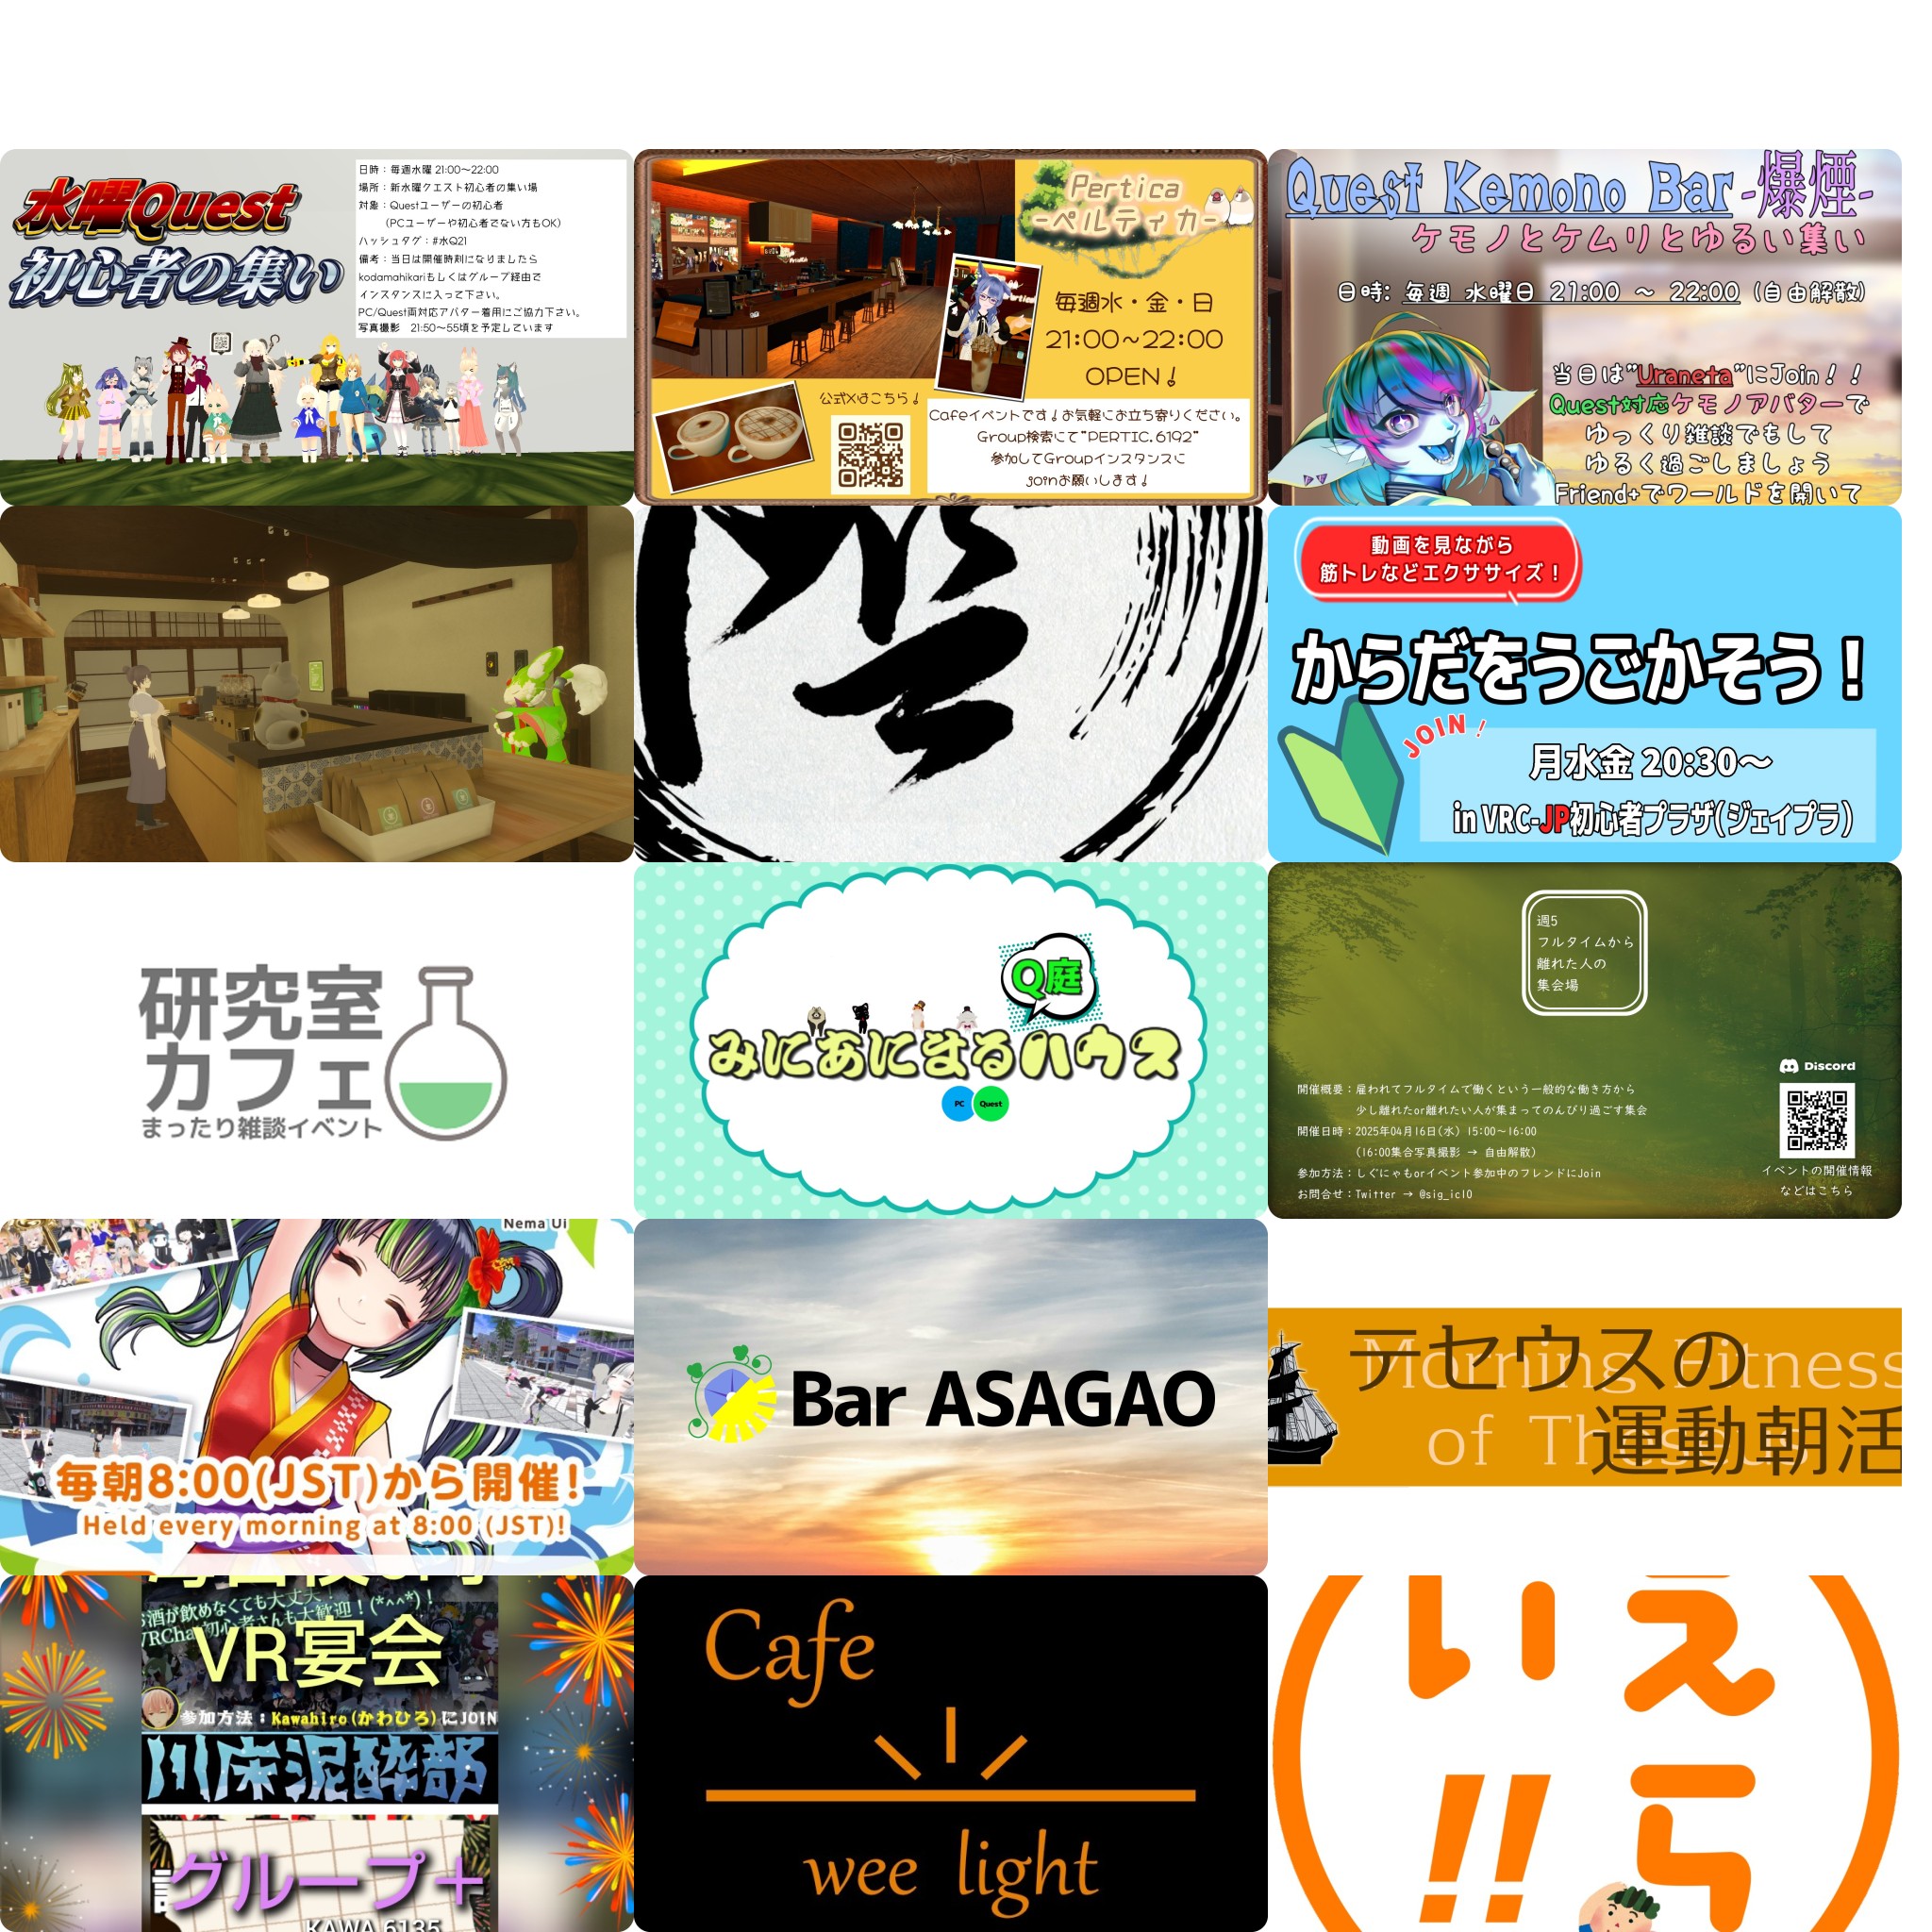 水曜Quest
初心者の集い
日時：毎週水曜 21:00～22:00
場所：新水曜クエスト初心者の集い場
対象：Questユーザーの初心者
(PCユーザーや初心者でない方もOK)
ハッシュタグ：#水Q21
備考：当日は開催時刻になりましたら
kodamahikariもしくはグループ経由で
インスタンスに入って下さい。
PC/Quest両対応アバター着用にご協力下さい。
写真撮影　21:50～55頃を予定しています
Pertica
-ペルティカ-
毎週水・金・日
21:00～22:00
OPEN！
公式Xはこちら！
Cafeイベントです！お気軽にお立ち寄りください。
Group検索にて"PERTIC.6192"
参加してGroupインスタンスに
joinお願いします！
Quest Kemono Bar -爆煙-
ケモノとケムリとゆるい集い
日時: 毎週 水曜日 21:00 ～ 22:00 (自由解散)
当日は"Uraneta"にJoin！！
Quest対応ケモノアバターで
ゆっくり雑談でもして
ゆるく過ごしましょう
Friend+でワールドを開いて
動画を見ながら
筋トレなどエクササイズ！
からだをうごかそう！
JOIN！
月水金 20:30～
in VRC-JP初心者プラザ(ジェイプラ)
研究室
カフェ
まったり雑談イベント
Q庭
みにあにまるハウス
PC
Quest
週5
フルタイムから
離れた人の
集会場
Discord
開催概要：雇われてフルタイムで働くという一般的な働き方から
少し離れたor離れたい人が集まってのんびり過ごす集会
開催日時：2025年04月16日(水) 15:00～16:00
(16:00集合写真撮影 → 自由解散)
参加方法：しぐにゃもorイベント参加中のフレンドにJoin
お問合せ：Twitter → @sig_ic10
イベントの開催情報
などはこちら
Nema Ui
毎朝8:00(JST)から開催！
Held every morning at 8:00 (JST)!
Bar ASAGAO
テセウスの
運動朝活
Morning Fitness
of
お酒が飲めなくても大丈夫！
VRChat初心者さんも大歓迎！(*^^*)！
VR宴会
参加方法：Kawahiro(かわひろ)にJOIN
川床泥酔部
グループ+
KAWA.6135
Cafe
wee light
いえ
!!ら